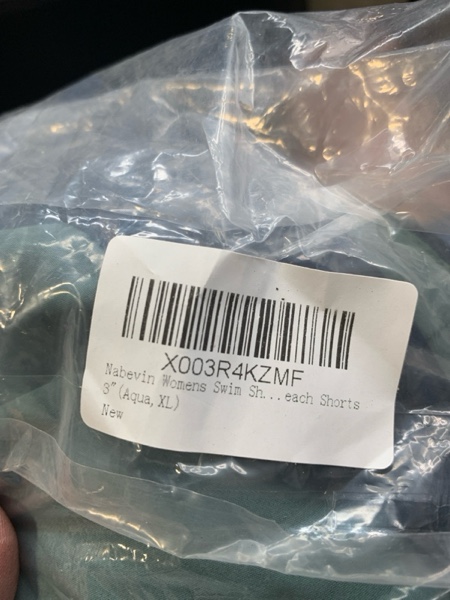 X003R4KZMF
Nabevin Womens Swim Sh...each Shorts
8"(Aqua,XL)
New